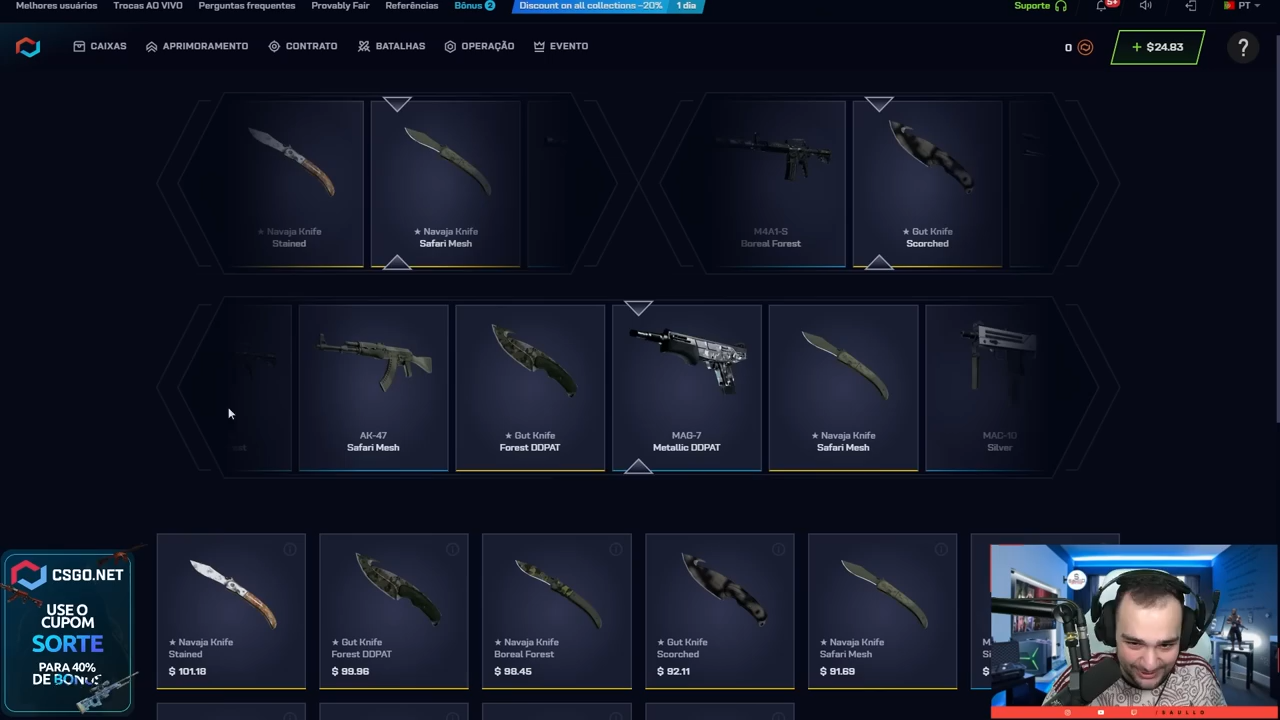 Melhores usuários Trocas AO VIVO Perguntas frequentes Provably Fair Referências Bônus 2 Discount on all collections -20% 1 dia Suporte 5+ PT
CAIXAS APRIMORAMENTO CONTRATO BATALHAS OPERAÇÃO EVENTO 0 + $24.83 ?
★ Navaja Knife
Stained
★ Navaja Knife
Safari Mesh
M4A1-S
Boreal Forest
★ Gut Knife
Scorched
AK-47
Safari Mesh
★ Gut Knife
Forest DDPAT
MAG-7
Metallic DDPAT
★ Navaja Knife
Safari Mesh
MAC-10
Silver
★ Navaja Knife
Stained
$ 101.18
★ Gut Knife
Forest DDPAT
$ 99.96
★ Navaja Knife
Boreal Forest
$ 98.45
★ Gut Knife
Scorched
$ 92.11
★ Navaja Knife
Safari Mesh
$ 91.69
CSGO.NET
USE O
CUPOM
SORTE
PARA 40%
DE BÔNUS
/SAULLO